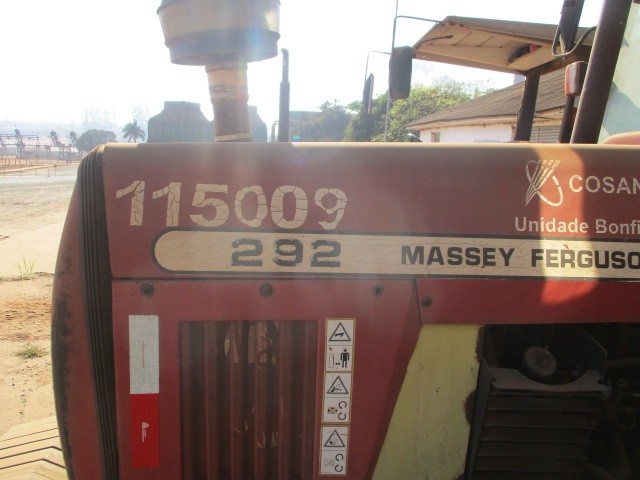 115009
COSAN
Unidade Bonfi
292 MASSEY FERGUSO